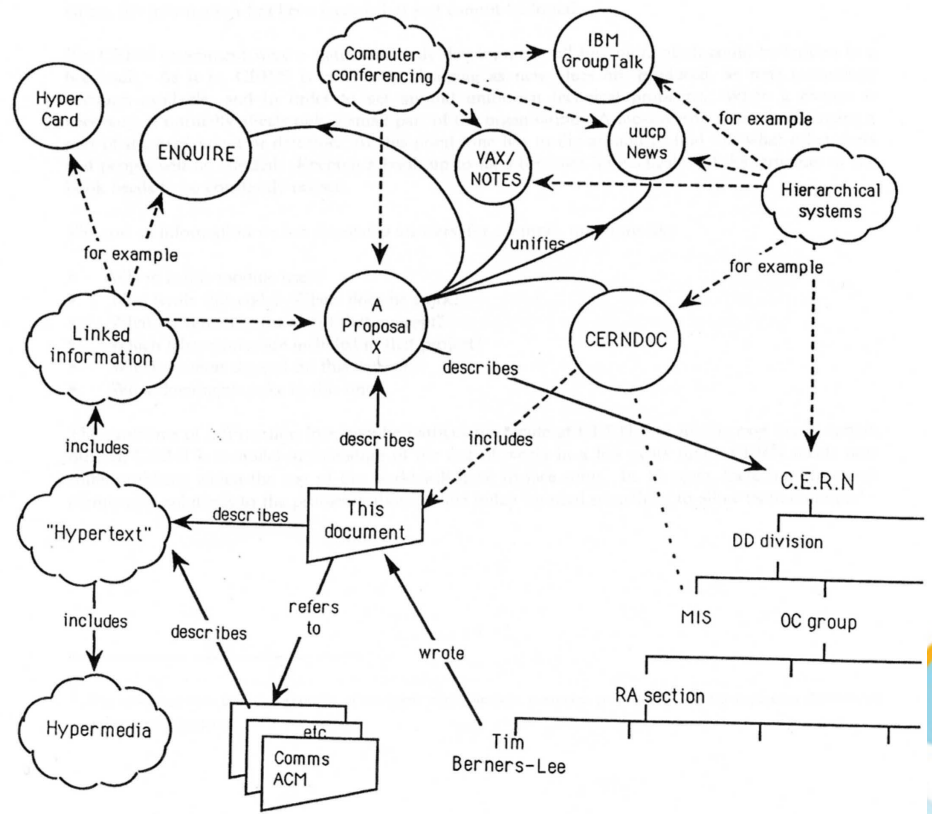 IBM
GroupTalk
Computer
conferencing
Hyper
Card
for example
uucp
News
ENQUIRE
VAX/
NOTES
Hierarchical
systems
unifies
for example
for example
A
Proposal
X
Linked
information
CERNDOC
describes
includes
describes
includes
C.E.R.N
This
document
describes
"Hypertext"
DD division
refers
to
MIS
OC group
includes
describes
wrote
RA section
Hypermedia
etc
Tim
Berners-Lee
Comms
ACM